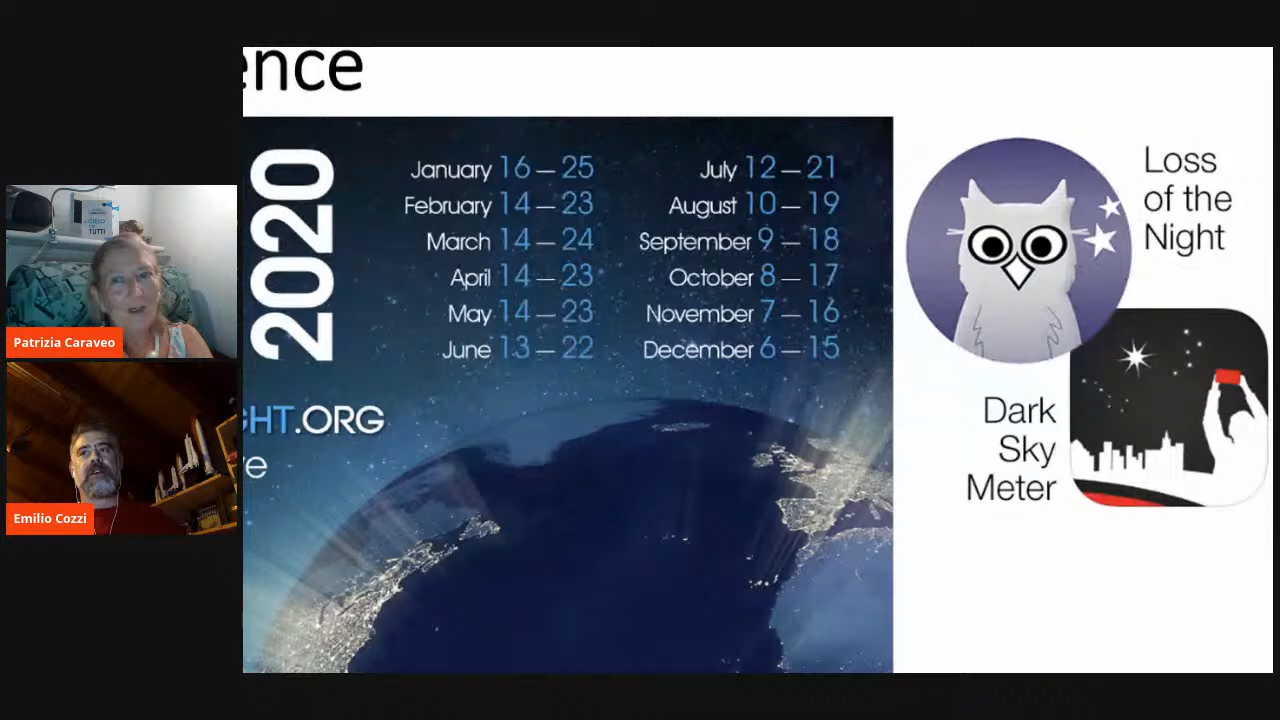 ence
2020
January 16 — 25
February 14 — 23
March 14 — 24
April 14 — 23
May 14 — 23
June 13 — 22
July 12 — 21
August 10 — 19
September 9 — 18
October 8 — 17
November 7 — 16
December 6 — 15
GHT.ORG
Loss
of the
Night
Dark
Sky
Meter
CIELO
TUTTI
Patrizia Caraveo
Emilio Cozzi